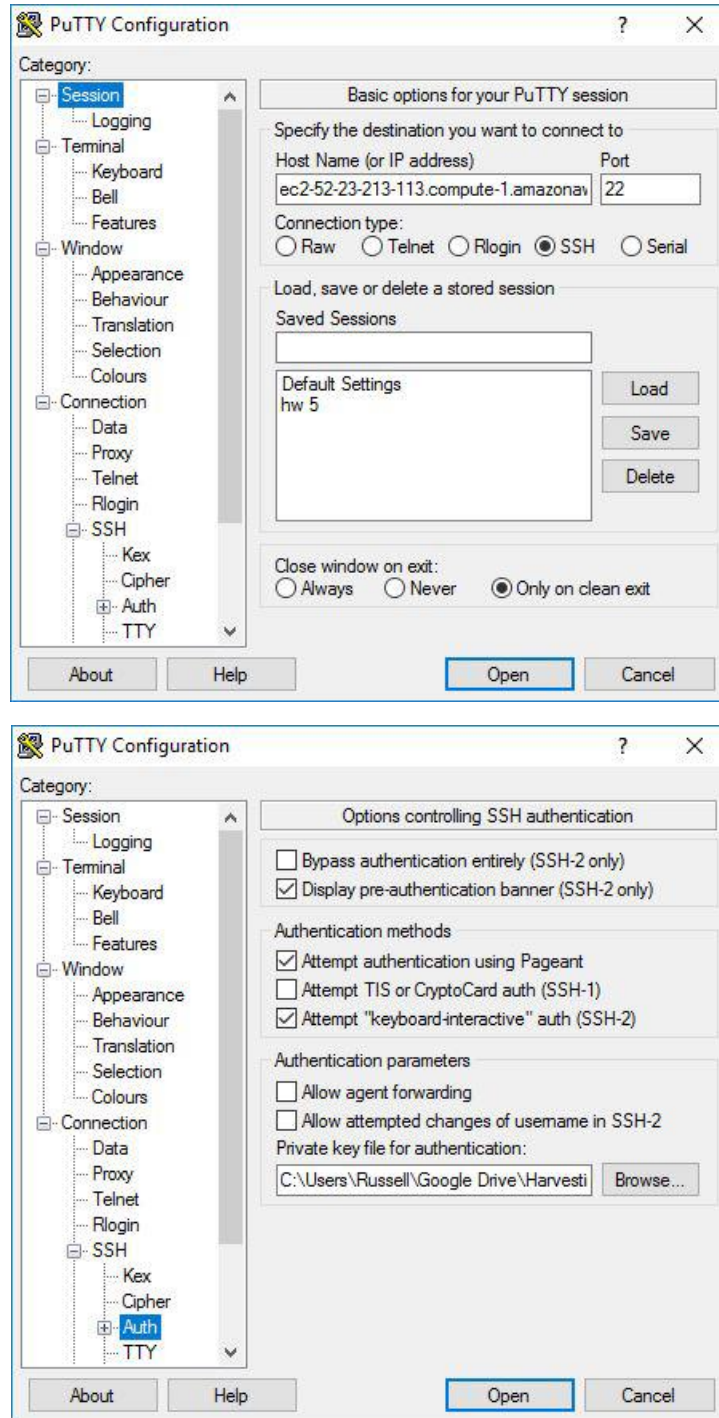 PuTTY Configuration
Category:
Session
Logging
Terminal
Keyboard
Bell
Features
Window
Appearance
Behaviour
Translation
Selection
Colours
Connection
Data
Proxy
Telnet
Rlogin
SSH
Kex
Cipher
Auth
TTY
Basic options for your PuTTY session
Specify the destination you want to connect to
Host Name (or IP address) Port
ec2-52-23-213-113.compute-1.amazonaw 22
Connection type:
Raw Telnet Rlogin SSH Serial
Load, save or delete a stored session
Saved Sessions
Default Settings
hw 5
Load
Save
Delete
Close window on exit:
Always Never Only on clean exit
About Help Open Cancel
PuTTY Configuration
Category:
Session
Logging
Terminal
Keyboard
Bell
Features
Window
Appearance
Behaviour
Translation
Selection
Colours
Connection
Data
Proxy
Telnet
Rlogin
SSH
Kex
Cipher
Auth
TTY
Options controlling SSH authentication
Bypass authentication entirely (SSH-2 only)
Display pre-authentication banner (SSH-2 only)
Authentication methods
Attempt authentication using Pageant
Attempt TIS or CryptoCard auth (SSH-1)
Attempt "keyboard-interactive" auth (SSH-2)
Authentication parameters
Allow agent forwarding
Allow attempted changes of username in SSH-2
Private key file for authentication:
C:\Users\Russell\Google Drive\Harvesti Browse...
About Help Open Cancel